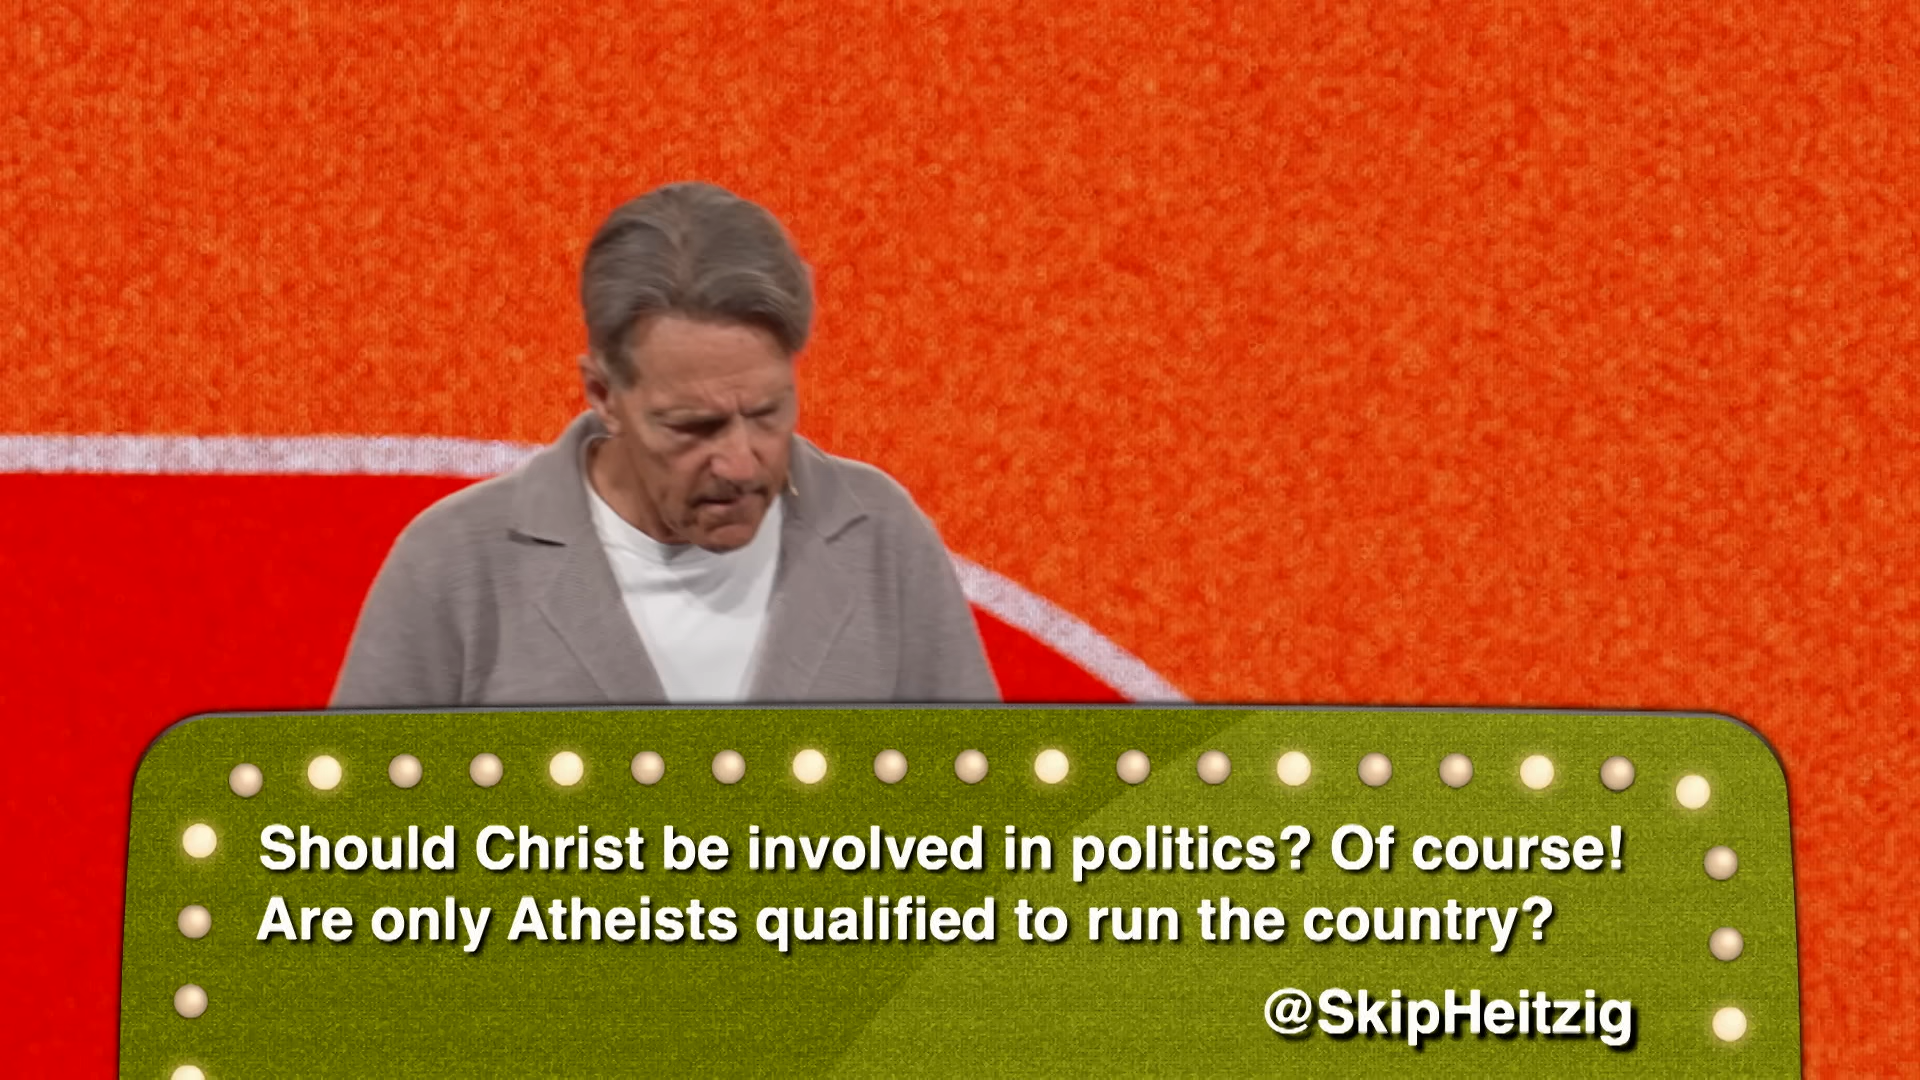 Should Christ be involved in politics? Of course!
Are only Atheists qualified to run the country?
@SkipHeitzig